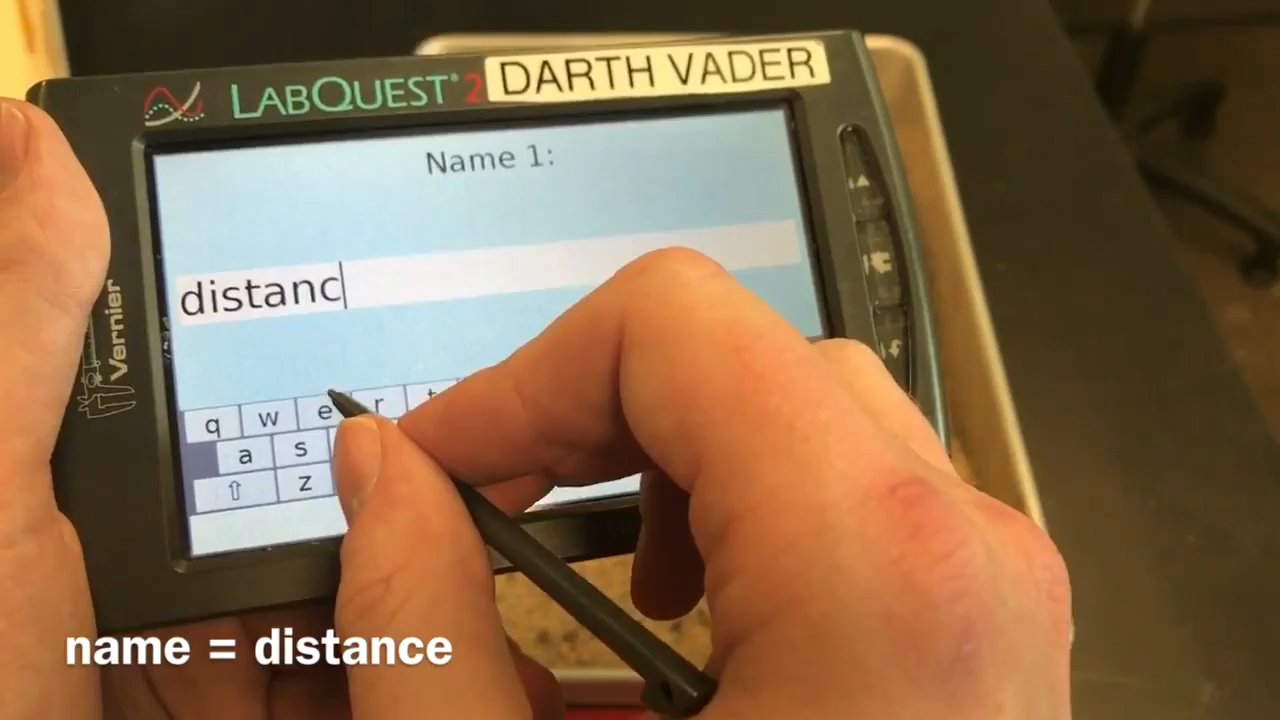 LABQUEST® 2 DARTH VADER
Name 1:
distanc
Vernier
q w e r t
a s
⇧ z
name = distance